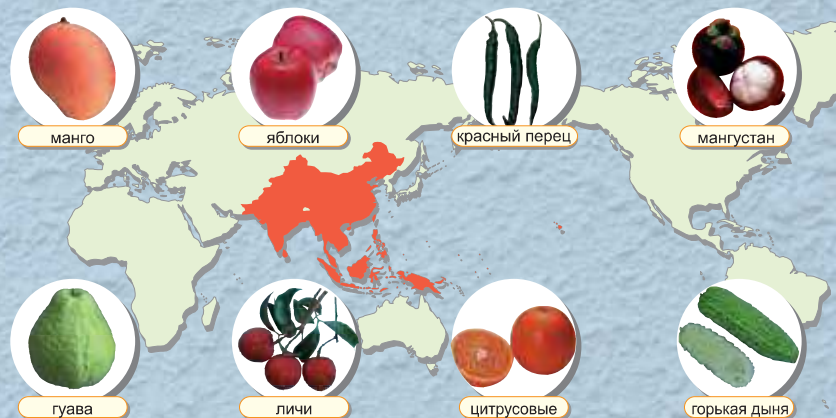 манго
яблоки
красный перец
мангустан
гуава
личи
цитрусовые
горькая дыня